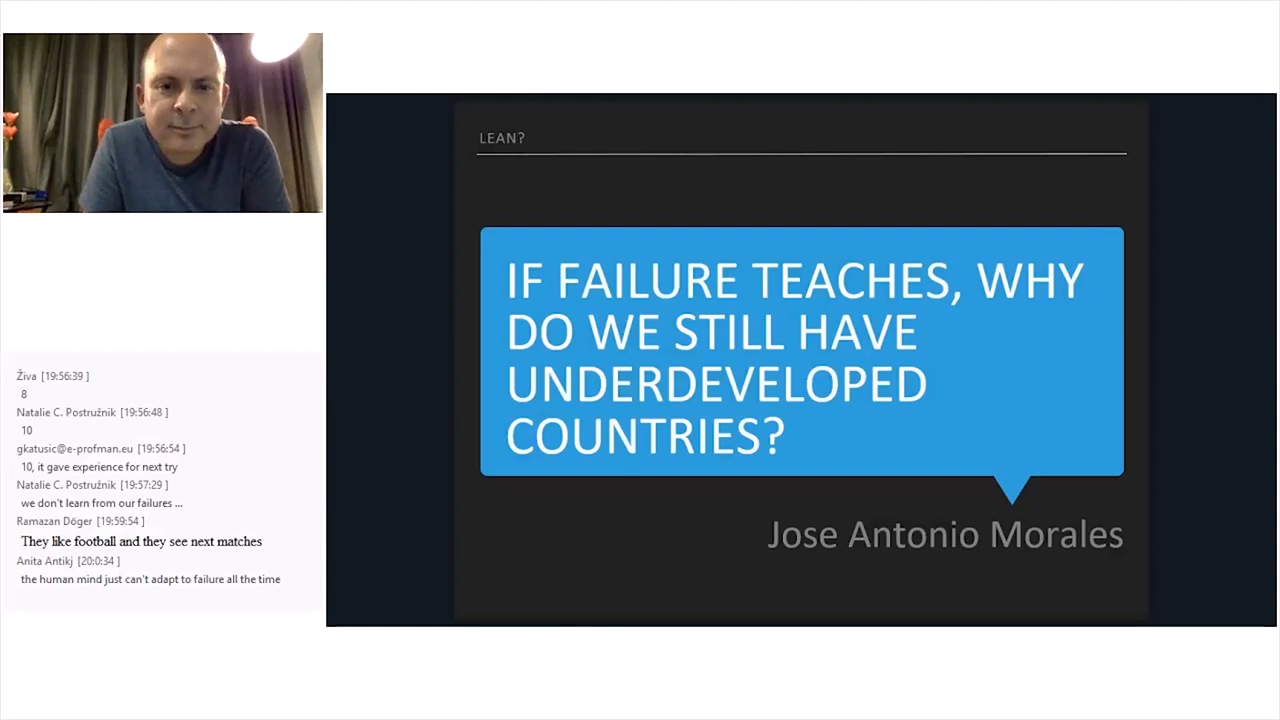 LEAN?
IF FAILURE TEACHES, WHY
DO WE STILL HAVE
UNDERDEVELOPED
COUNTRIES?
Jose Antonio Morales
Živa [19:56:39 ]
8
Natalie C. Postružnik [19:56:48 ]
10
gkatusic@e-profman.eu [19:56:54 ]
10, it gave experience for next try
Natalie C. Postružnik [19:57:29 ]
we don't learn from our failures ...
Ramazan Döger [19:59:54 ]
They like football and they see next matches
Anita Antikj [20:0:34 ]
the human mind just can't adapt to failure all the time